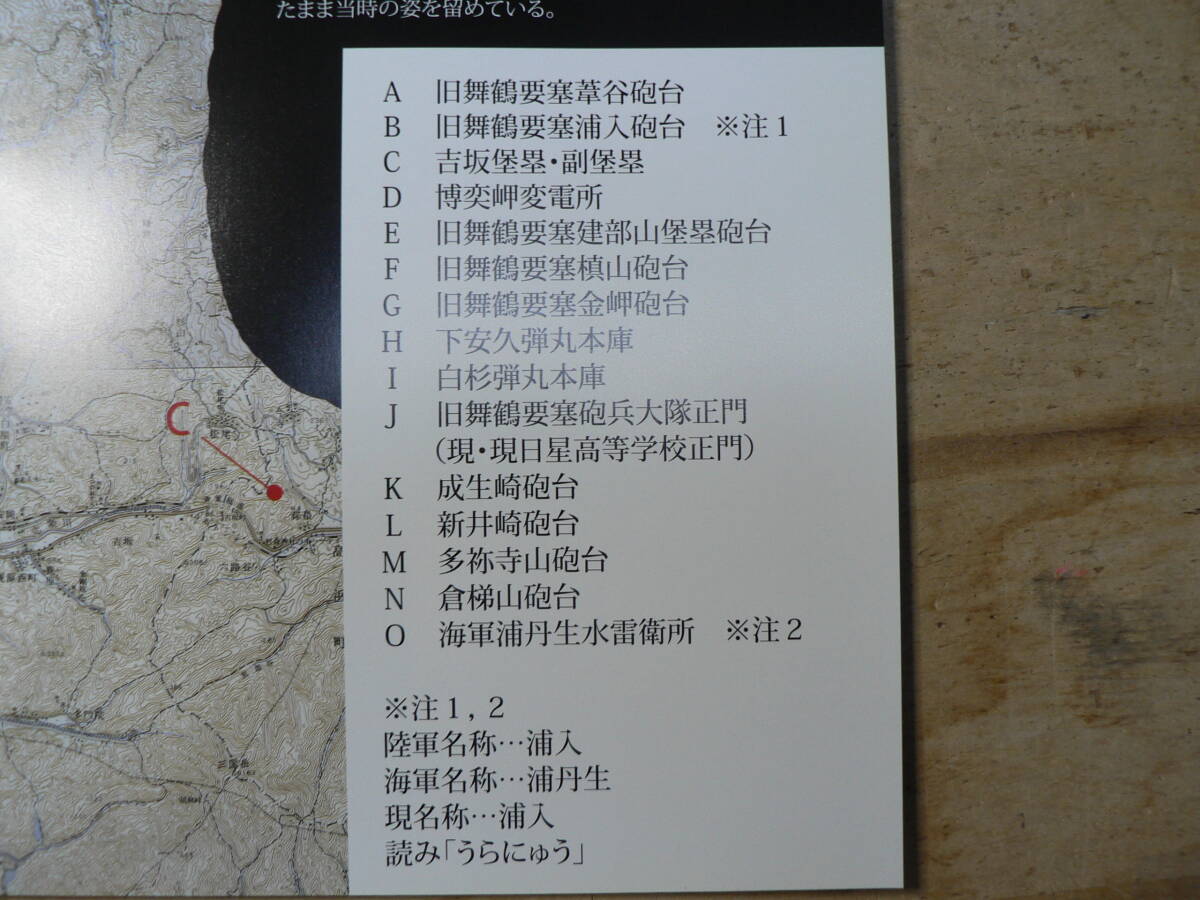 たまま当時の姿を留めている。
A 旧舞鶴要塞葦谷砲台
B 旧舞鶴要塞浦入砲台 ※注1
C 吉坂堡塁・副堡塁
D 博奕岬変電所
E 旧舞鶴要塞建部山堡塁砲台
F 旧舞鶴要塞槙山砲台
G 旧舞鶴要塞金岬砲台
H 下安久弾丸本庫
I 白杉弾丸本庫
J 旧舞鶴要塞砲兵大隊正門
(現・現日星高等学校正門)
K 成生崎砲台
L 新井崎砲台
M 多祢寺山砲台
N 倉梯山砲台
O 海軍浦丹生水雷衛所 ※注2
※注1, 2
陸軍名称…浦入
海軍名称…浦丹生
現名称…浦入
読み「うらにゅう」
C
吉坂
六路谷